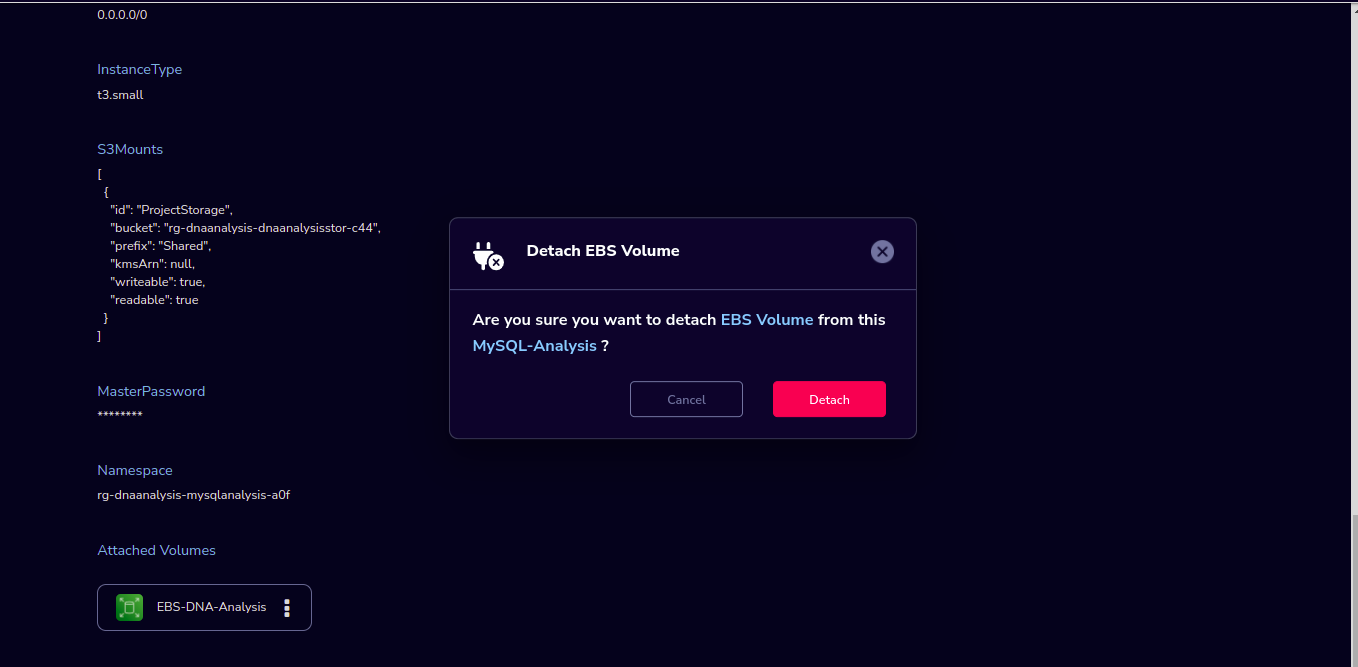 0.0.0.0/0
InstanceType
t3.small
S3Mounts
[
{
"id": "ProjectStorage",
"bucket": "rg-dnaanalysis-dnaanalysisstor-c44",
"prefix": "Shared",
"kmsArn": null,
"writeable": true,
"readable": true
}
]
MasterPassword
********
Namespace
rg-dnaanalysis-mysqlanalysis-a0f
Attached Volumes
EBS-DNA-Analysis
Detach EBS Volume
Are you sure you want to detach EBS Volume from this
MySQL-Analysis ?
Cancel
Detach